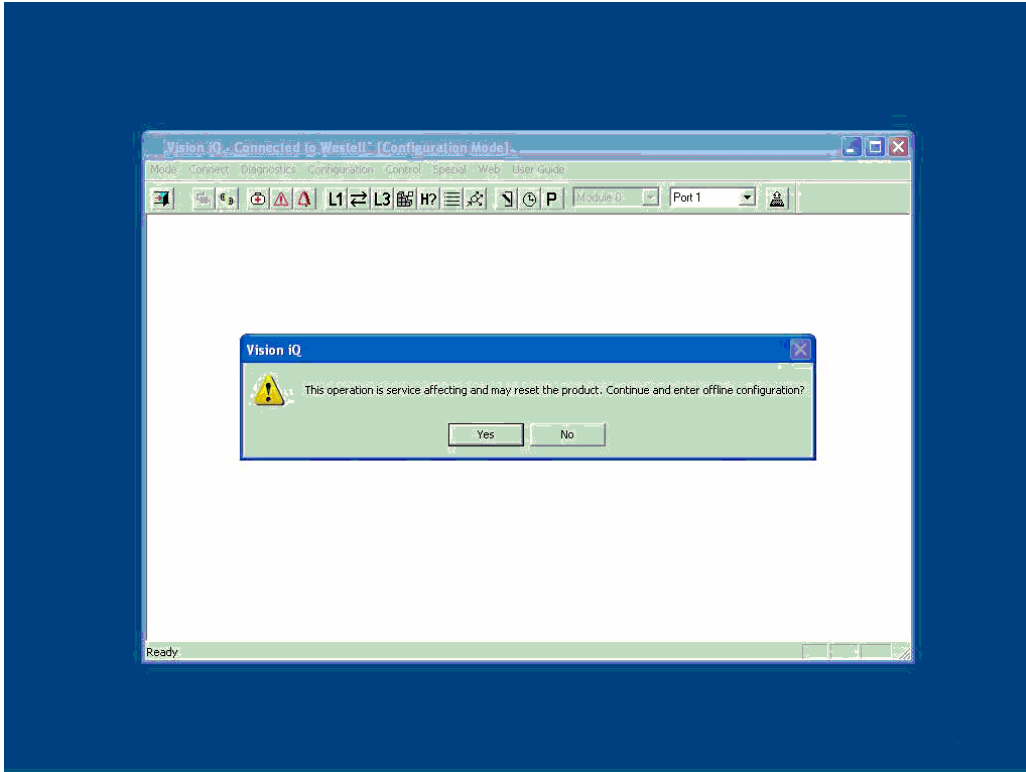 Vision iQ - Connected to Westell* [Configuration Mode]
Mode Connect Diagnostics Configuration Control Special Web User Guide
L1 L3 H? P Module 0 Port 1
Vision iQ
This operation is service affecting and may reset the product. Continue and enter offline configuration?
Yes No
Ready